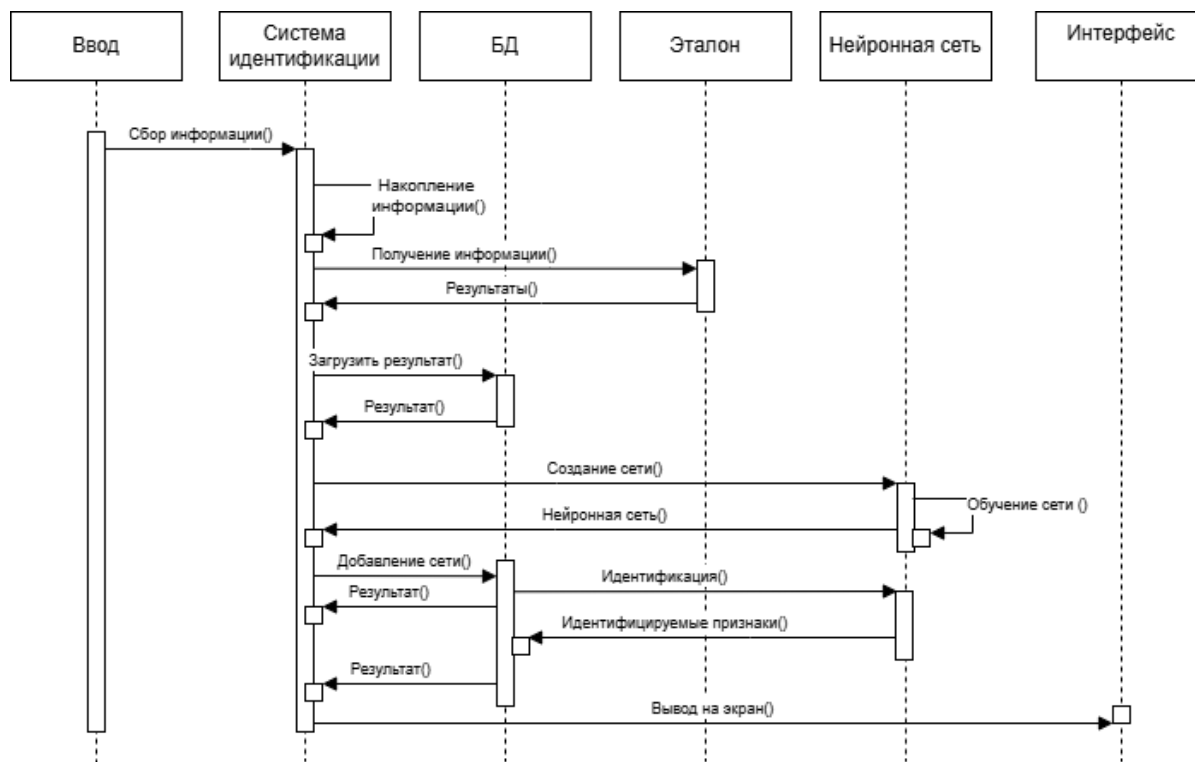 Ввод
Система
идентификации
БД
Эталон
Нейронная сеть
Интерфейс
Сбор информации()
Накопление
информации()
Получение информации()
Результаты()
Загрузить результат()
Результат()
Создание сети()
Обучение сети ()
Нейронная сеть()
Добавление сети()
Идентификация()
Результат()
Идентифицируемые признаки()
Результат()
Вывод на экран()